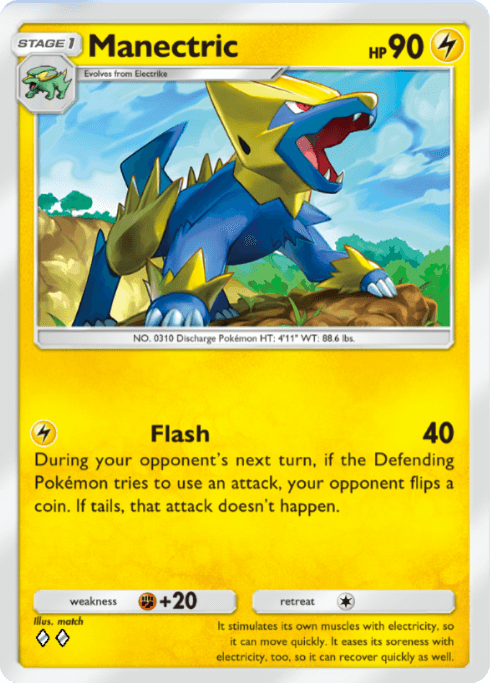 STAGE 1 Manectric HP 90
Evolves from Electrike
NO. 0310 Discharge Pokémon HT: 4'11" WT: 88.6 lbs.
Flash 40
During your opponent's next turn, if the Defending
Pokémon tries to use an attack, your opponent flips a
coin. If tails, that attack doesn't happen.
weakness +20 retreat
Illus. match
It stimulates its own muscles with electricity, so
it can move quickly. It eases its soreness with
electricity, too, so it can recover quickly as well.